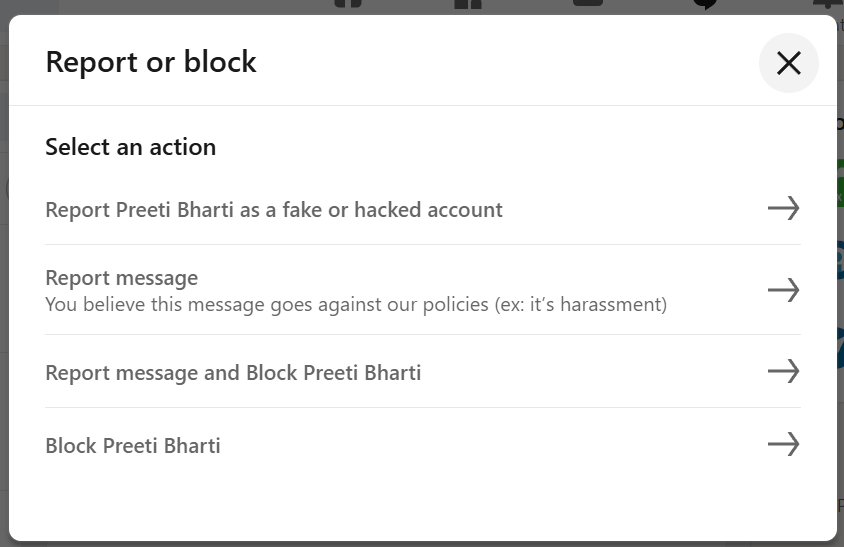 Report or block
Select an action
Report Preeti Bharti as a fake or hacked account
Report message
You believe this message goes against our policies (ex: it’s harassment)
Report message and Block Preeti Bharti
Block Preeti Bharti